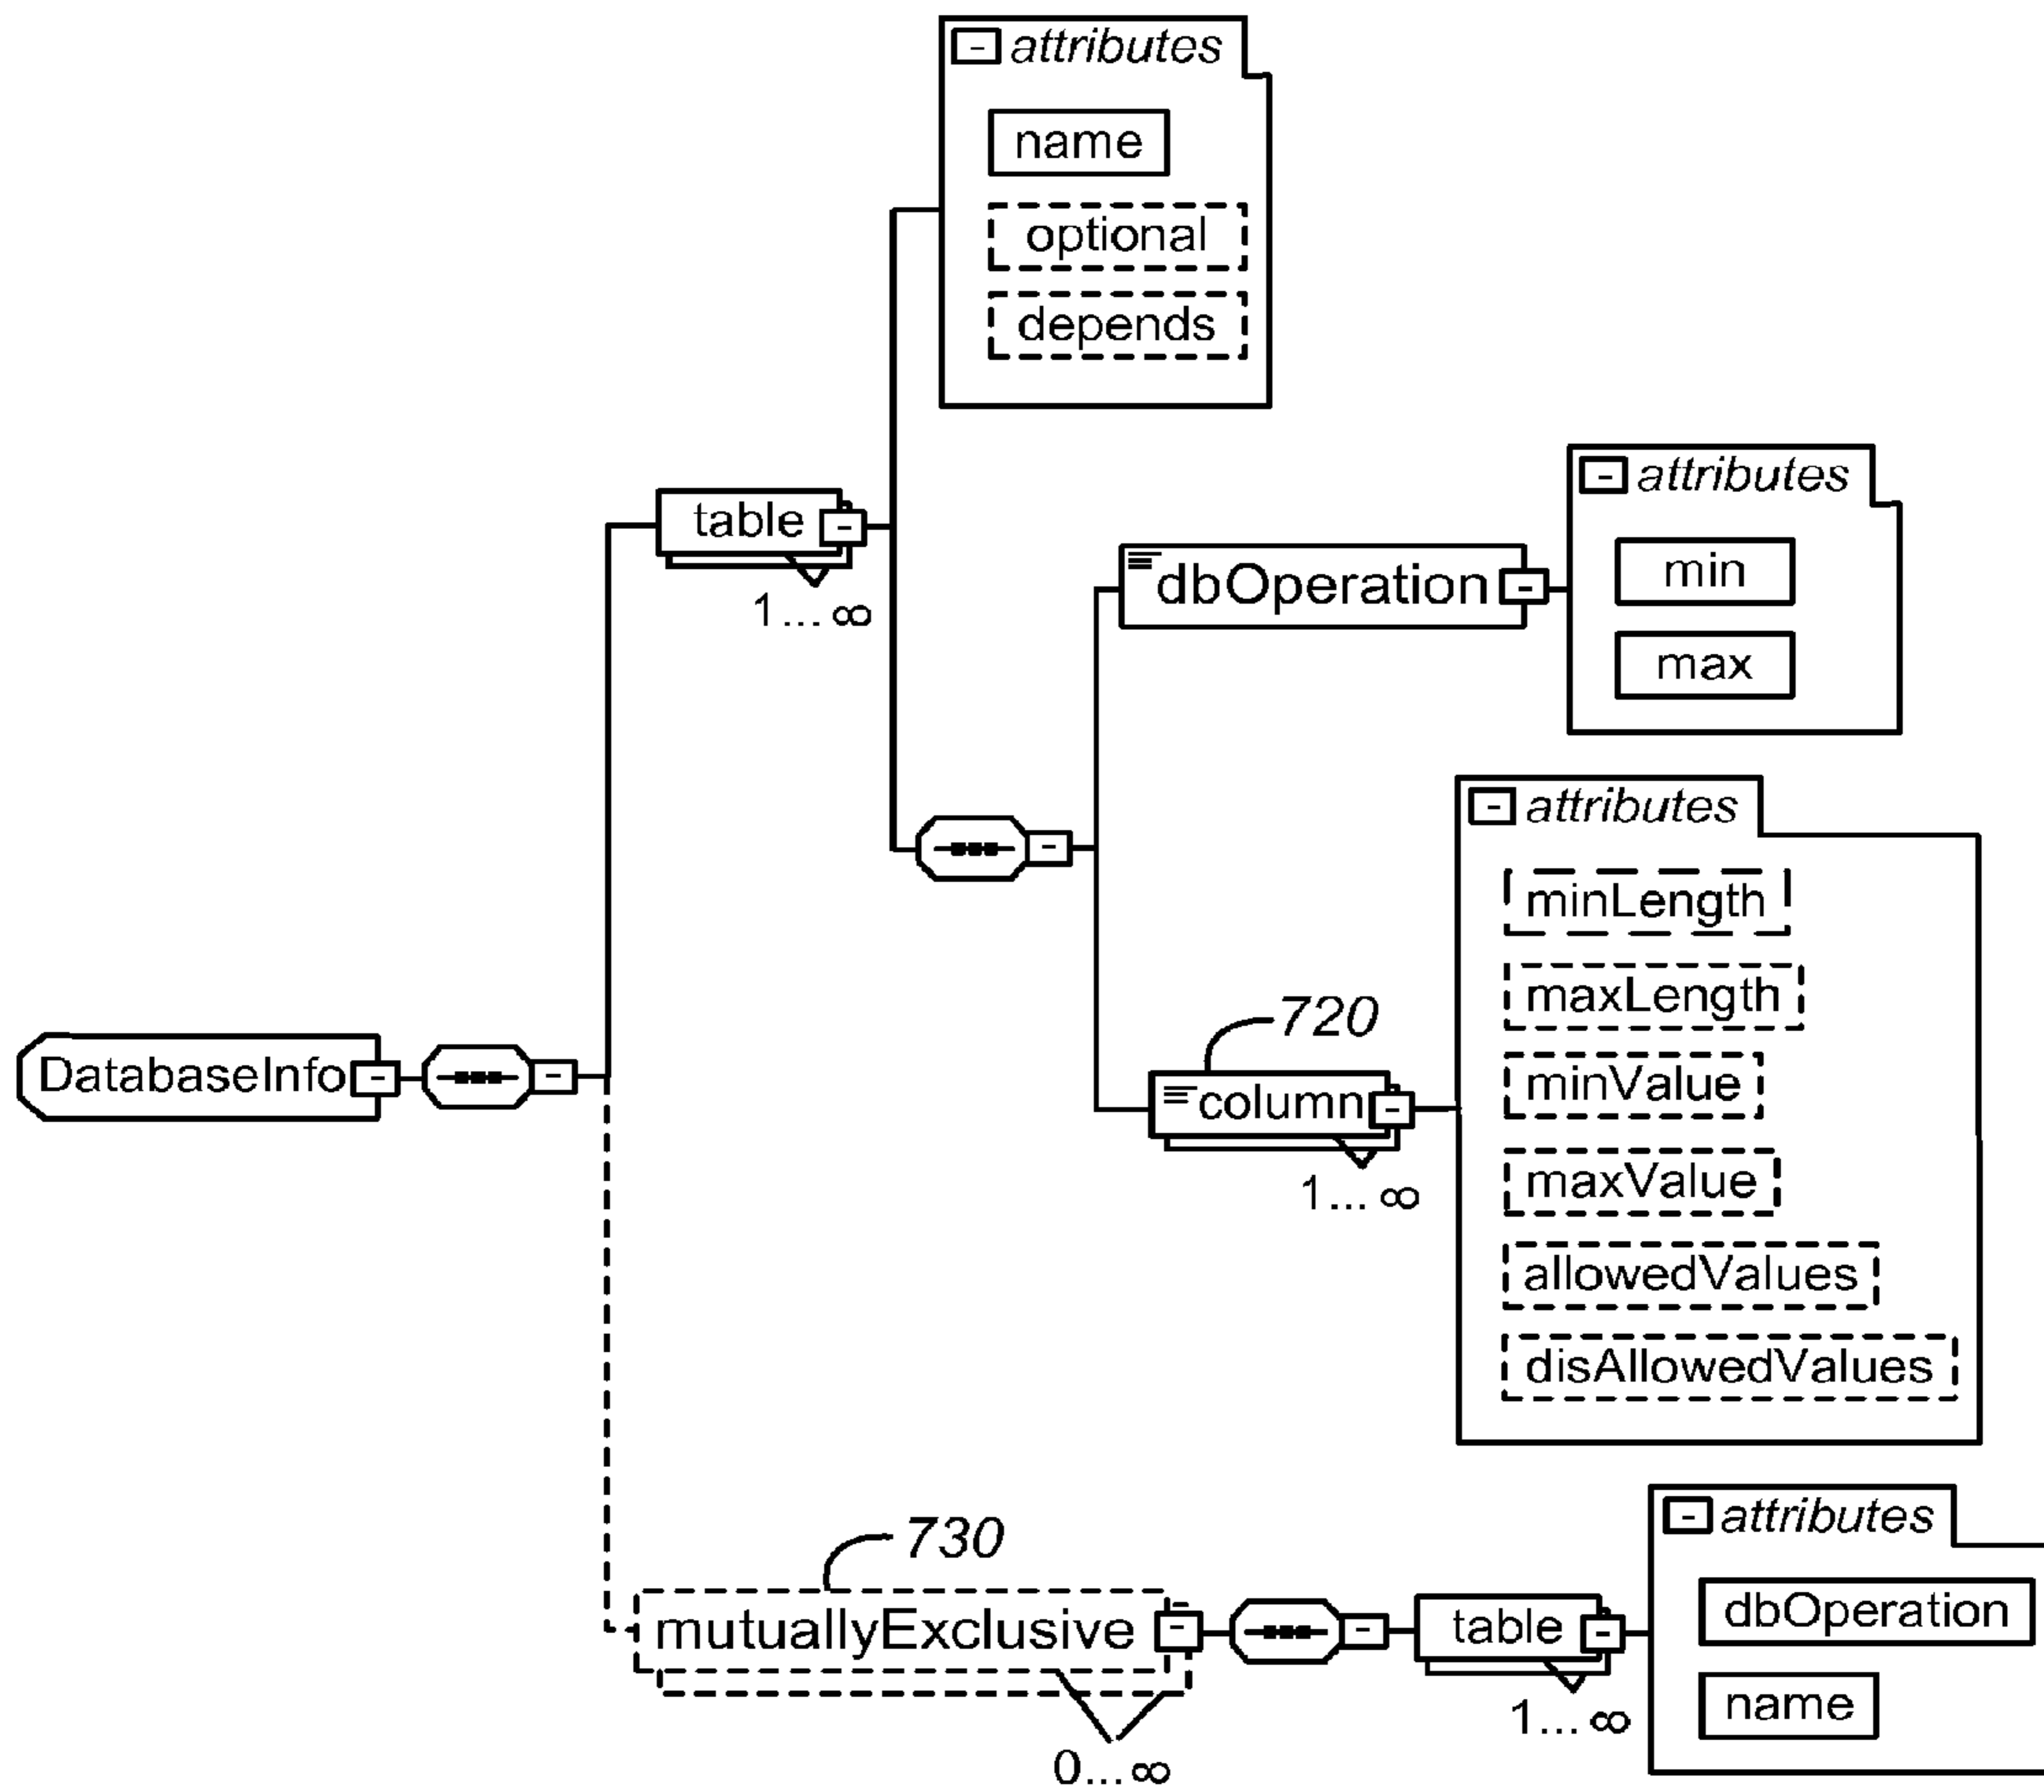 attributes
name
optional
depends
table
1... ∞
attributes
min
max
dbOperation
attributes
minLength
maxLength
minValue
maxValue
allowedValues
disAllowedValues
720
column
1... ∞
DatabaseInfo
730
mutuallyExclusive
0... ∞
table
1... ∞
attributes
dbOperation
name